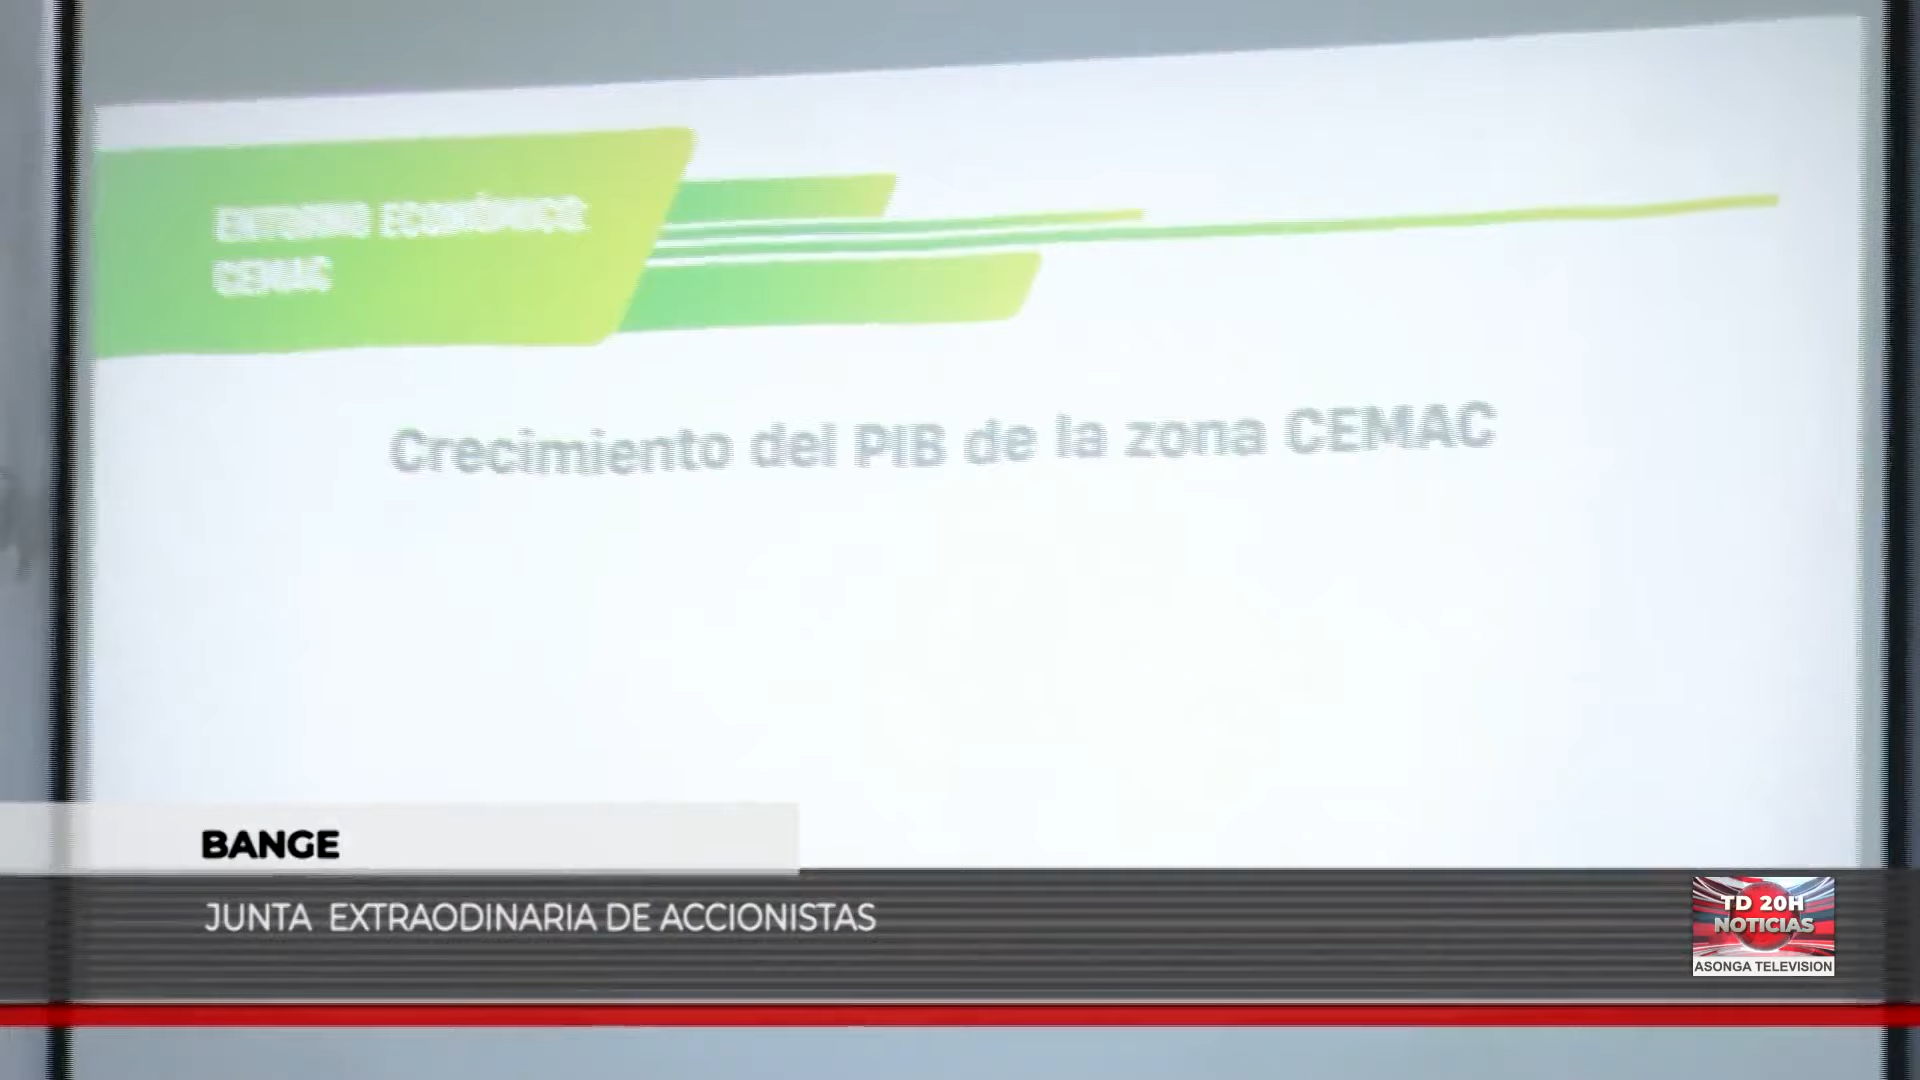 ENTORNO ECONÓMICO:
CEMAC
Crecimiento del PIB de la zona CEMAC
BANGE
JUNTA EXTRAODINARIA DE ACCIONISTAS
TD 20H
NOTICIAS
ASONGA TELEVISION